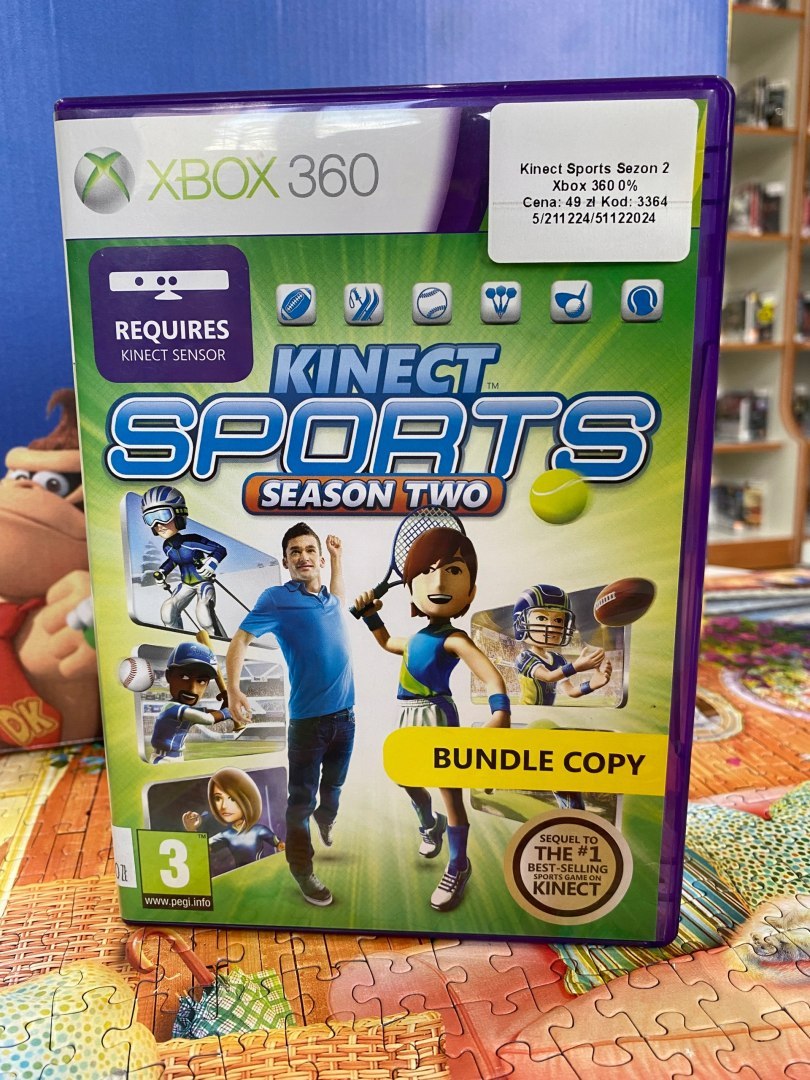 XBOX 360
Kinect Sports Sezon 2
Xbox 360 0%
Cena: 49 zł Kod: 3364
5/211224/51122024
REQUIRES
KINECT SENSOR
KINECT
TM
SPORTS
SEASON TWO
DK
BUNDLE COPY
SEQUEL TO
THE #1
BEST-SELLING
SPORTS GAME ON
KINECT
3
TM
www.pegi.info